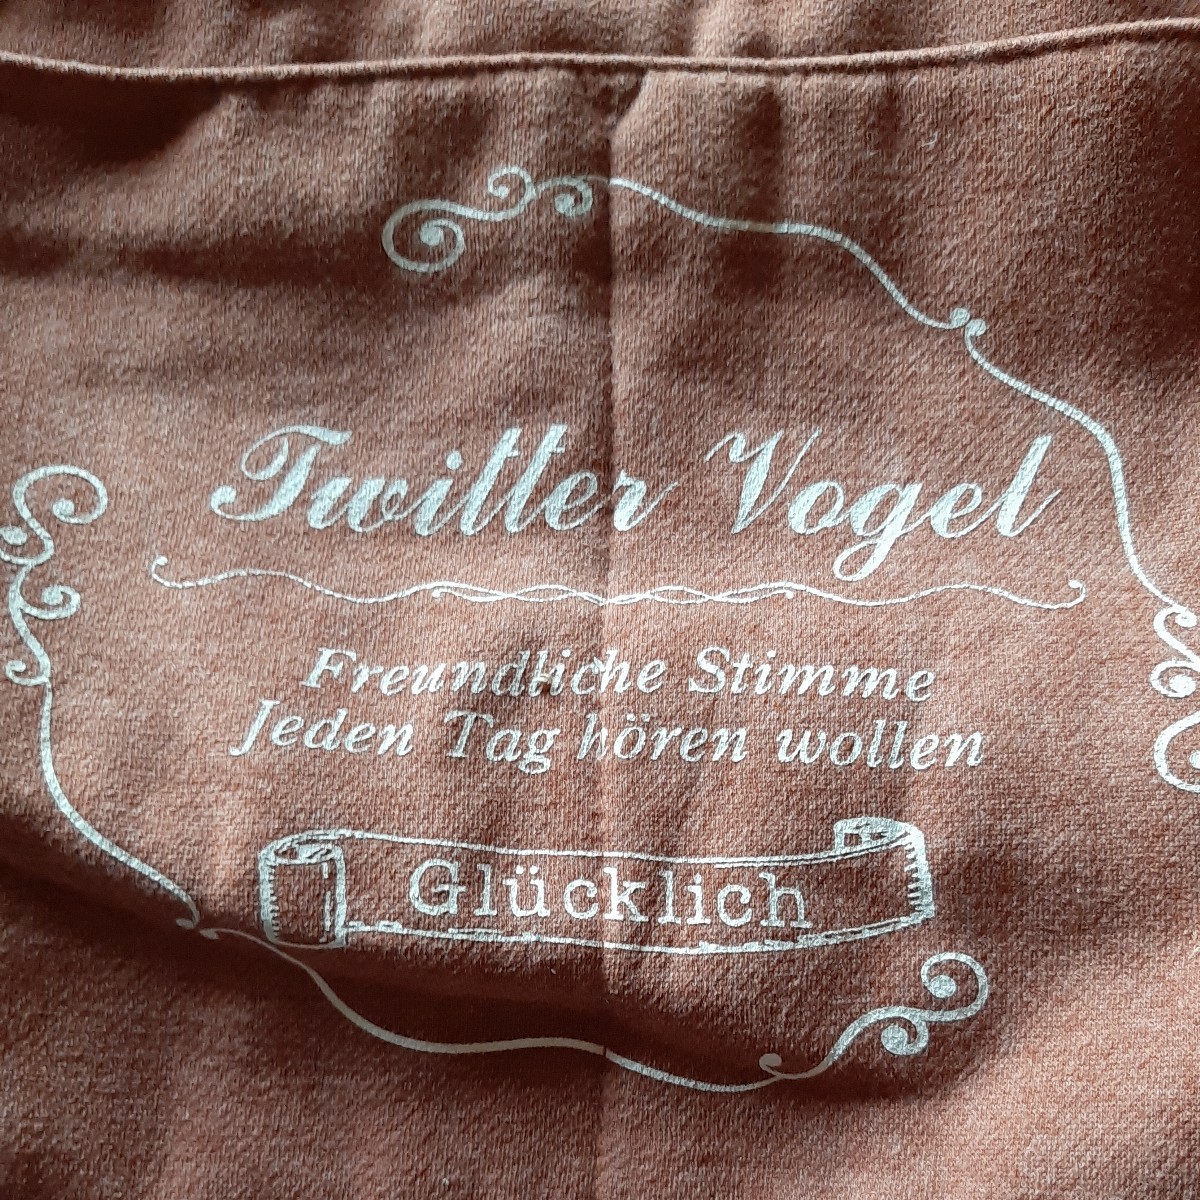 Twitter Vogel
Freundliche Stimme
Jeden Tag hören wollen
Glücklich